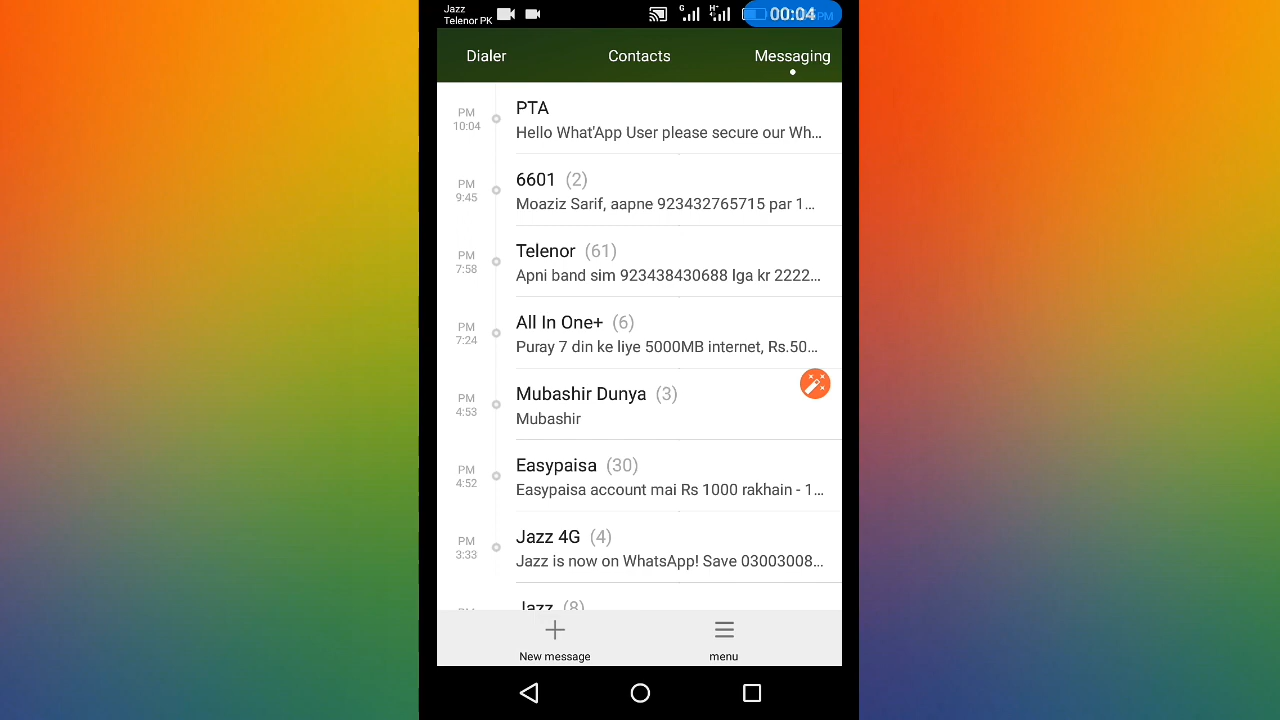 Jazz
Telenor PK
00:04
PM
Dialer
Contacts
Messaging
PM
10:04
PTA
Hello What'App User please secure our Wh...
PM
9:45
6601 (2)
Moaziz Sarif, aapne 923432765715 par 1...
PM
7:58
Telenor (61)
Apni band sim 923438430688 lga kr 2222...
PM
7:24
All In One+ (6)
Puray 7 din ke liye 5000MB internet, Rs.50...
PM
4:53
Mubashir Dunya (3)
Mubashir
PM
4:52
Easypaisa (30)
Easypaisa account mai Rs 1000 rakhain - 1...
PM
3:33
Jazz 4G (4)
Jazz is now on WhatsApp! Save 03003008...
PM
Jazz (8)
New message
menu